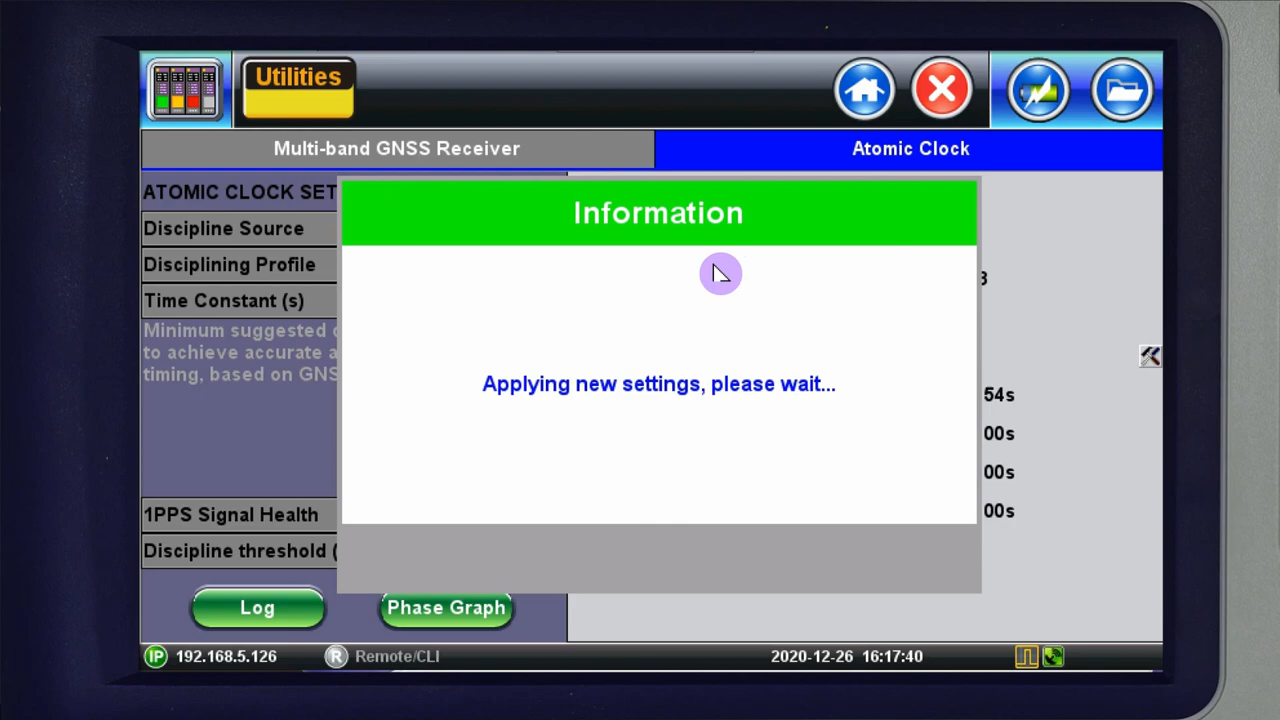 Utilities
Multi-band GNSS Receiver
Atomic Clock
ATOMIC CLOCK SET
Information
Discipline Source
Disciplining Profile
3
Time Constant (s)
Minimum suggested
to achieve accurate a
timing, based on GNS
Applying new settings, please wait...
54s
00s
00s
00s
1PPS Signal Health
Discipline threshold (
Log
Phase Graph
IP 192.168.5.126
R Remote/CLI
2020-12-26 16:17:40